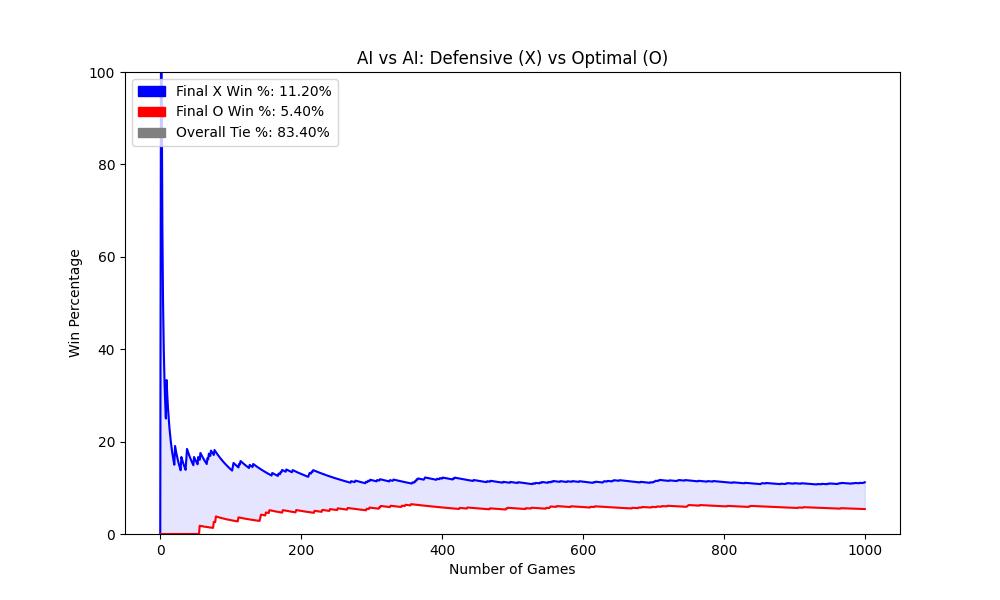 AI vs AI: Defensive (X) vs Optimal (O)
100
80
60
40
20
0
Win Percentage
Final X Win %: 11.20%
Final O Win %: 5.40%
Overall Tie %: 83.40%
0 200 400 600 800 1000
Number of Games